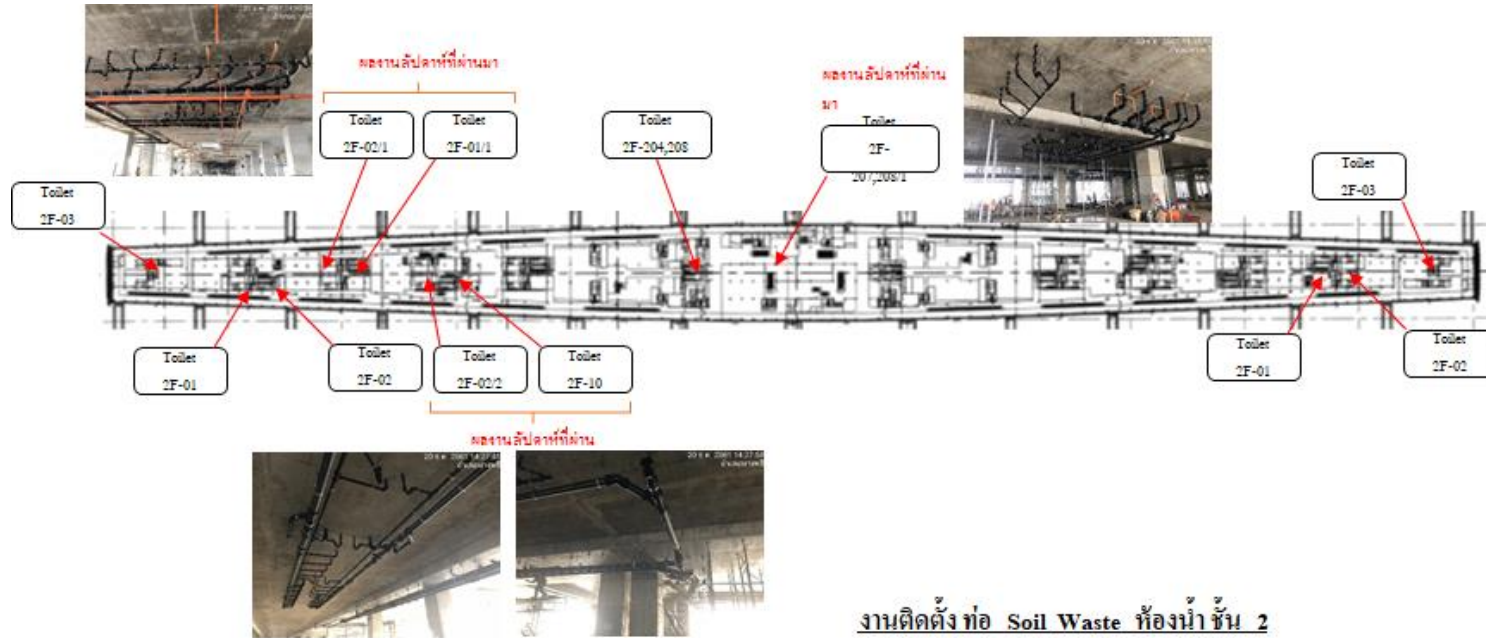 ผลงานสัปดาห์ที่ผ่านมา
ผลงานสัปดาห์ที่ผ่าน
มา
Toilet
2F-02/1
Toilet
2F-01/1
Toilet
2F-204,208
Toilet
2F-
207,208/1
Toilet
2F-03
Toilet
2F-03
Toilet
2F-01
Toilet
2F-02
Toilet
2F-02/2
Toilet
2F-10
Toilet
2F-01
Toilet
2F-02
ผลงานสัปดาห์ที่ผ่าน
งานติดตั้ง ท่อ Soil Waste ห้องน้ำ ชั้น 2